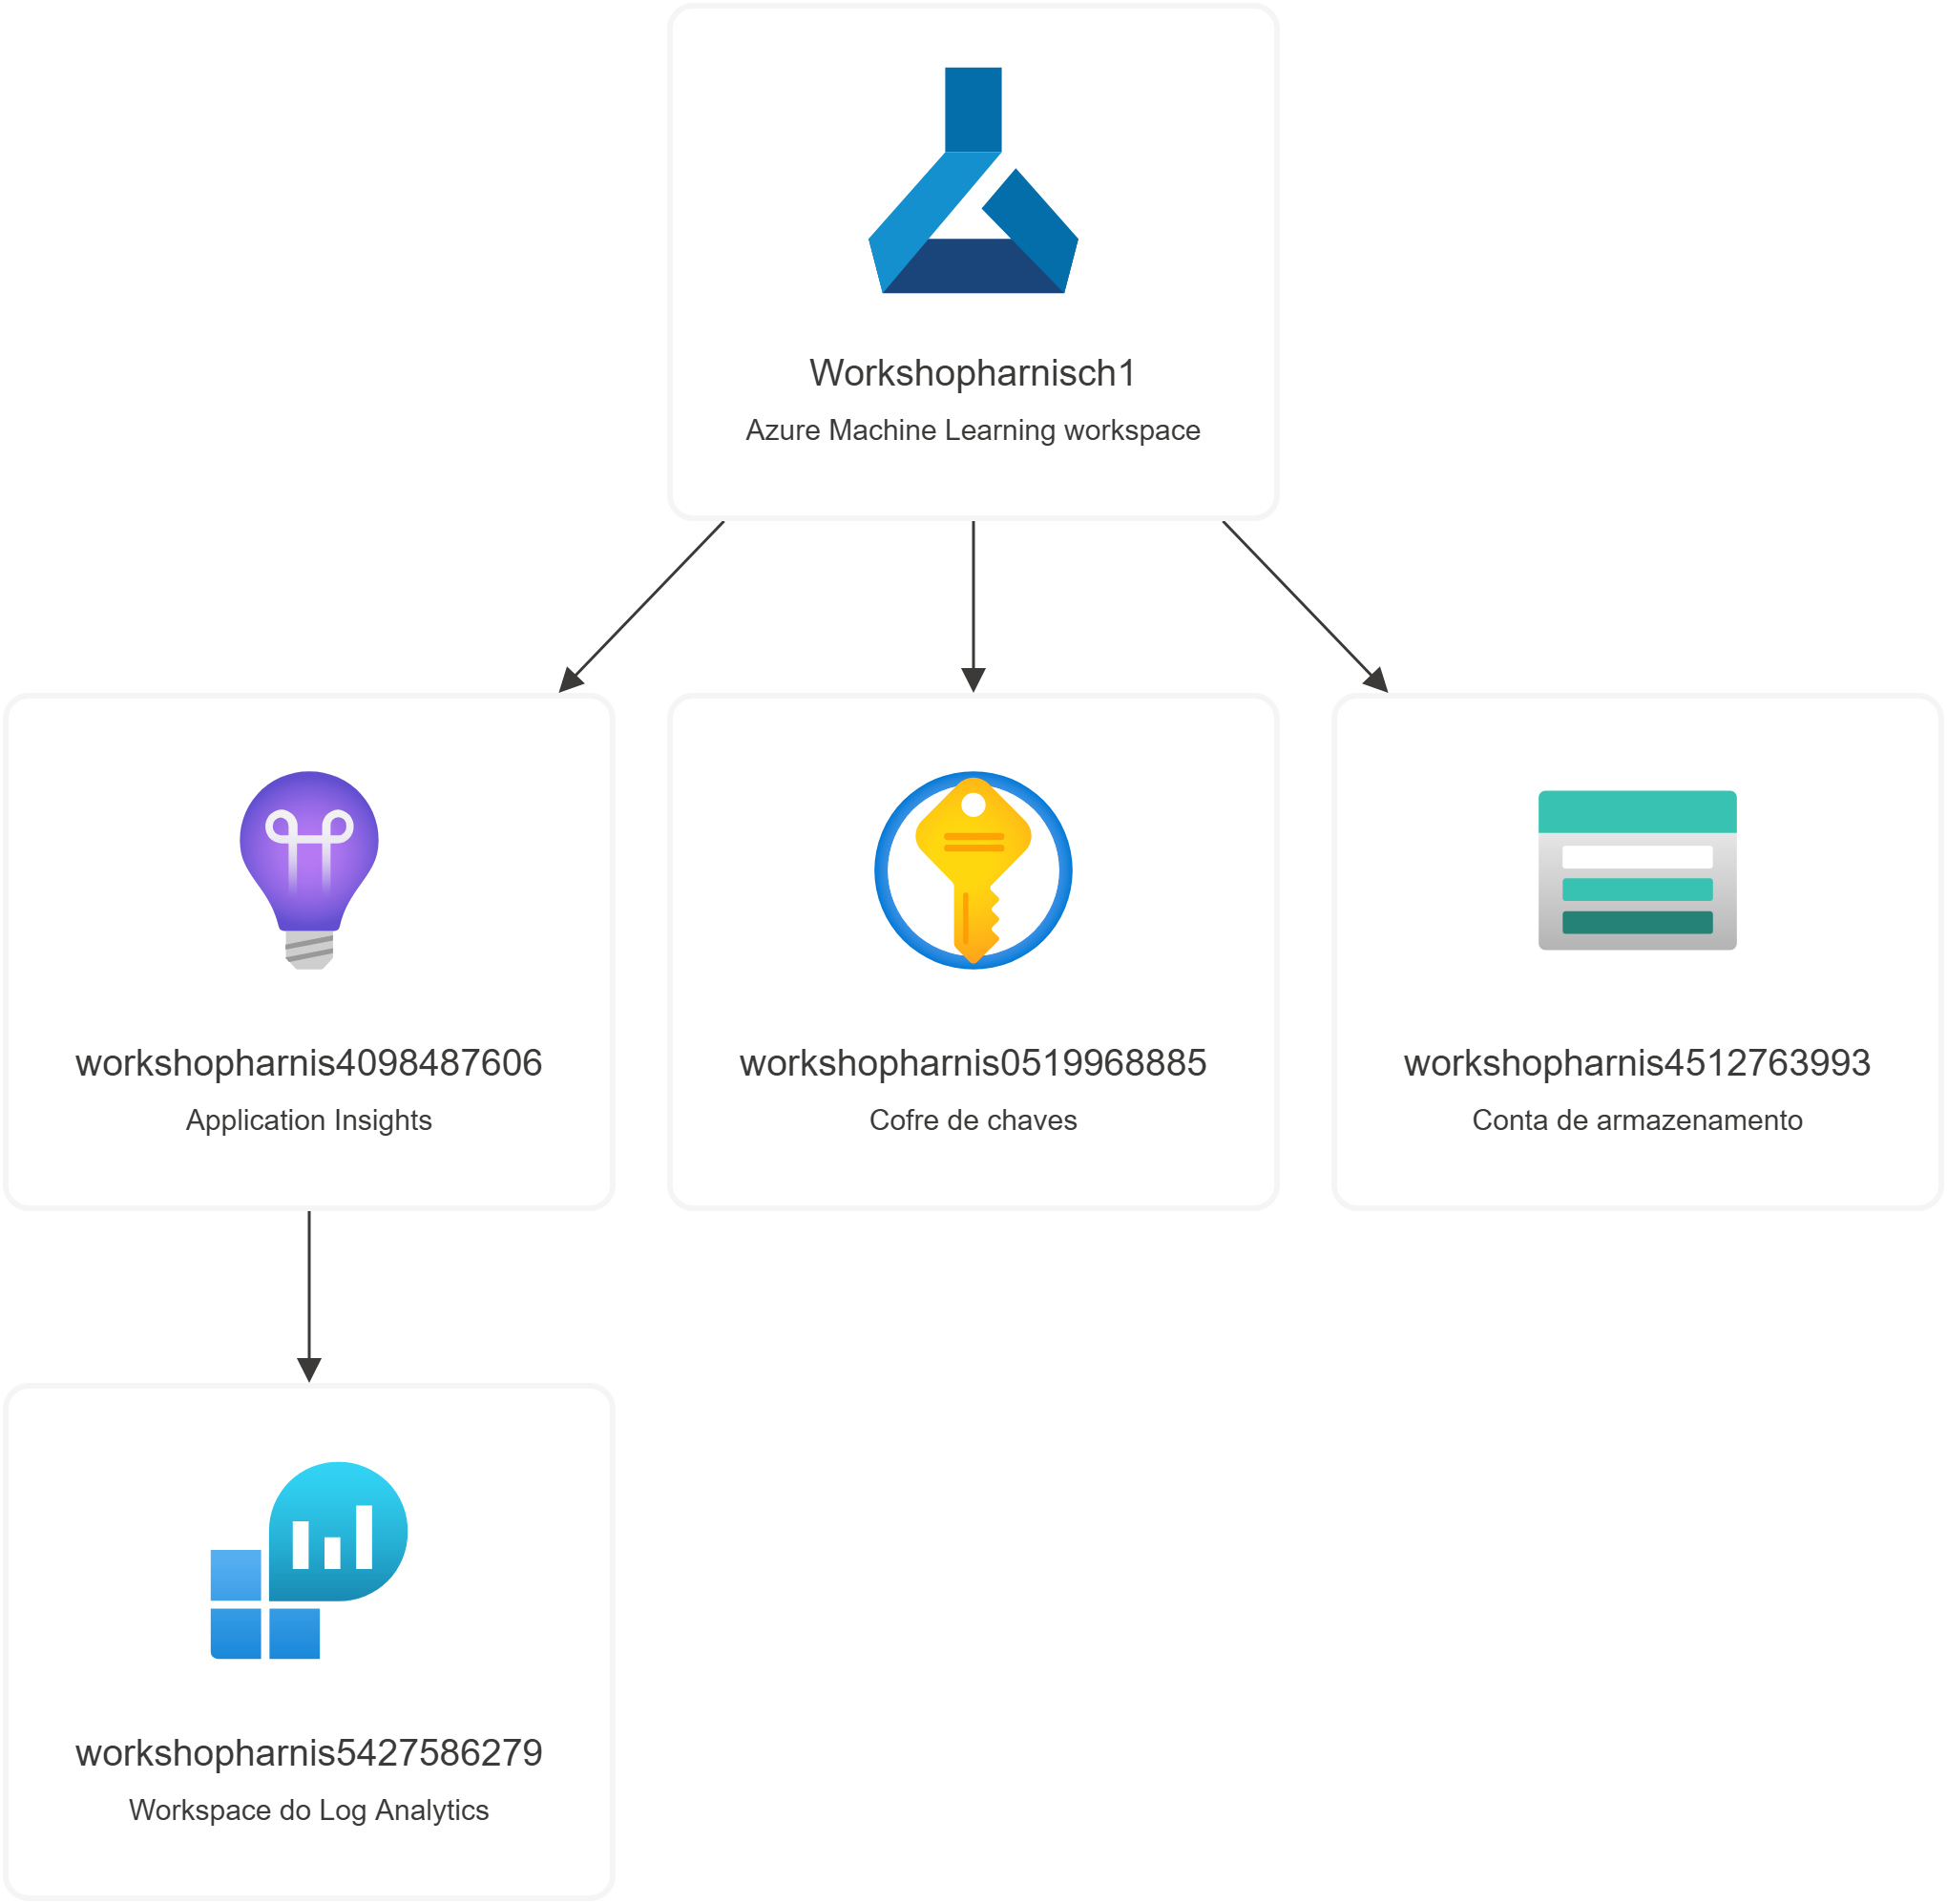 Workshopharnisch1
Azure Machine Learning workspace
workshopharnis4098487606
Application Insights
workshopharnis0519968885
Cofre de chaves
workshopharnis4512763993
Conta de armazenamento
workshopharnis5427586279
Workspace do Log Analytics